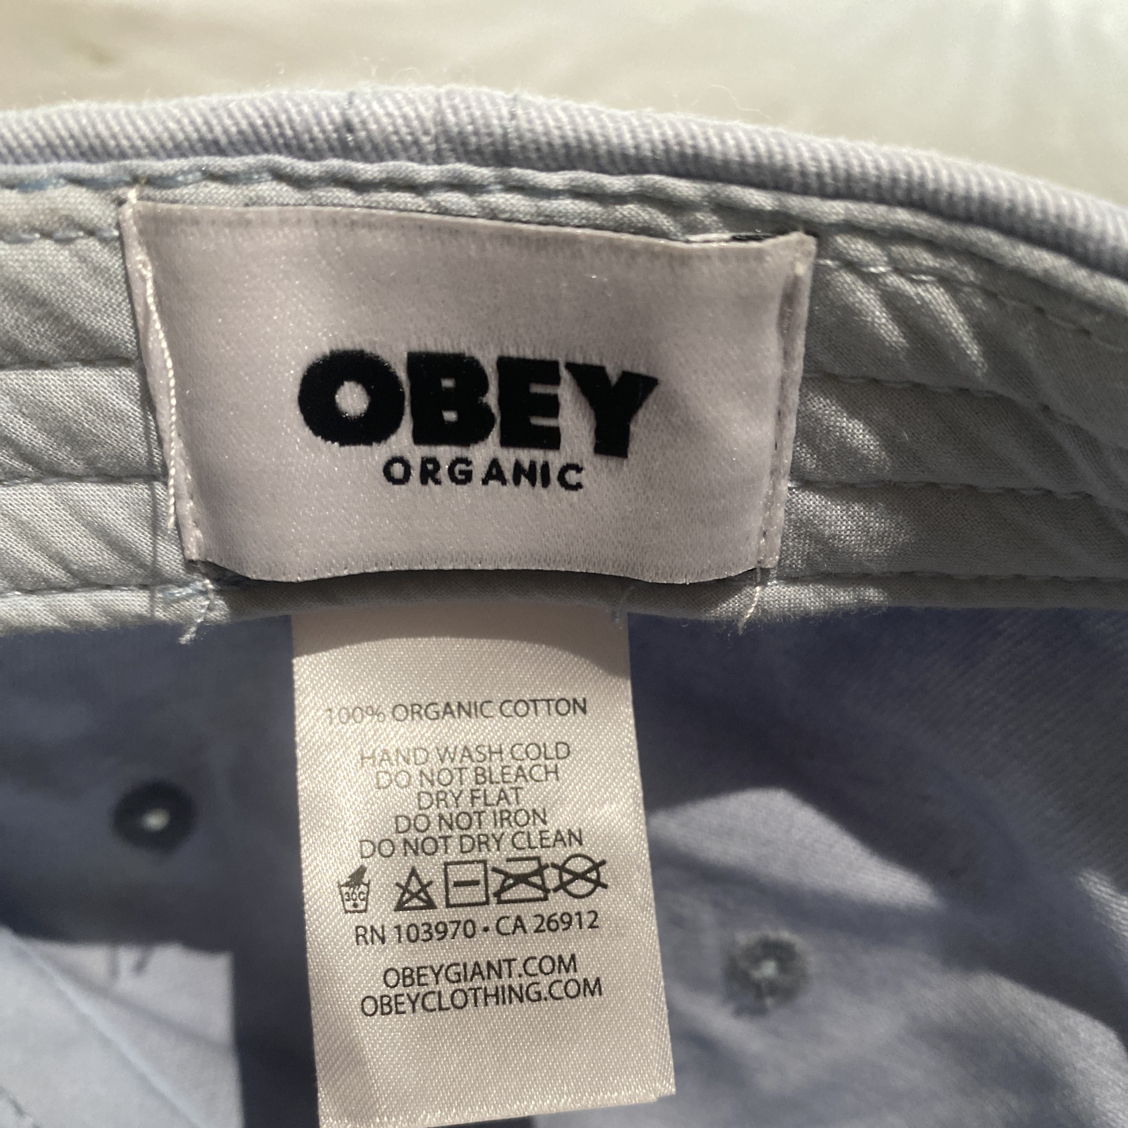 OBEY
ORGANIC
100% ORGANIC COTTON
HAND WASH COLD
DO NOT BLEACH
DRY FLAT
DO NOT IRON
DO NOT DRY CLEAN
30°C
RN 103970 • CA 26912
OBEYGIANT.COM
OBEYCLOTHING.COM